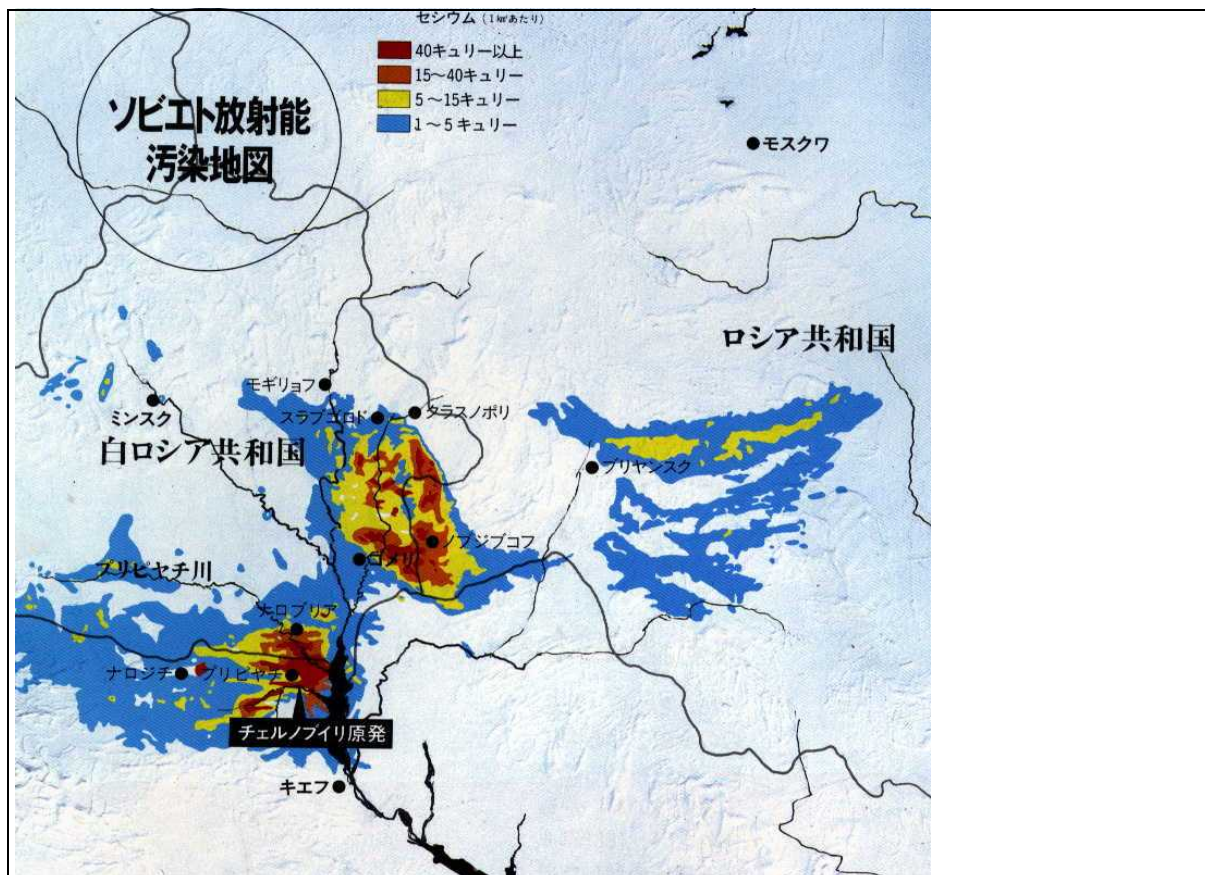 セシウム（1㎢あたり）
40キュリー以上
15〜40キュリー
5〜15キュリー
1〜5キュリー
ソビエト放射能
汚染地図
モスクワ
ロシア共和国
モギリョフ
ミンスク
スラブゴロド
クラスノポリ
白ロシア共和国
ブリヤンスク
ノブジブコフ
ゴメリ
プリピヤチ川
ナロブリア
ナロジチ
プリピヤチ
チェルノブイリ原発
キエフ